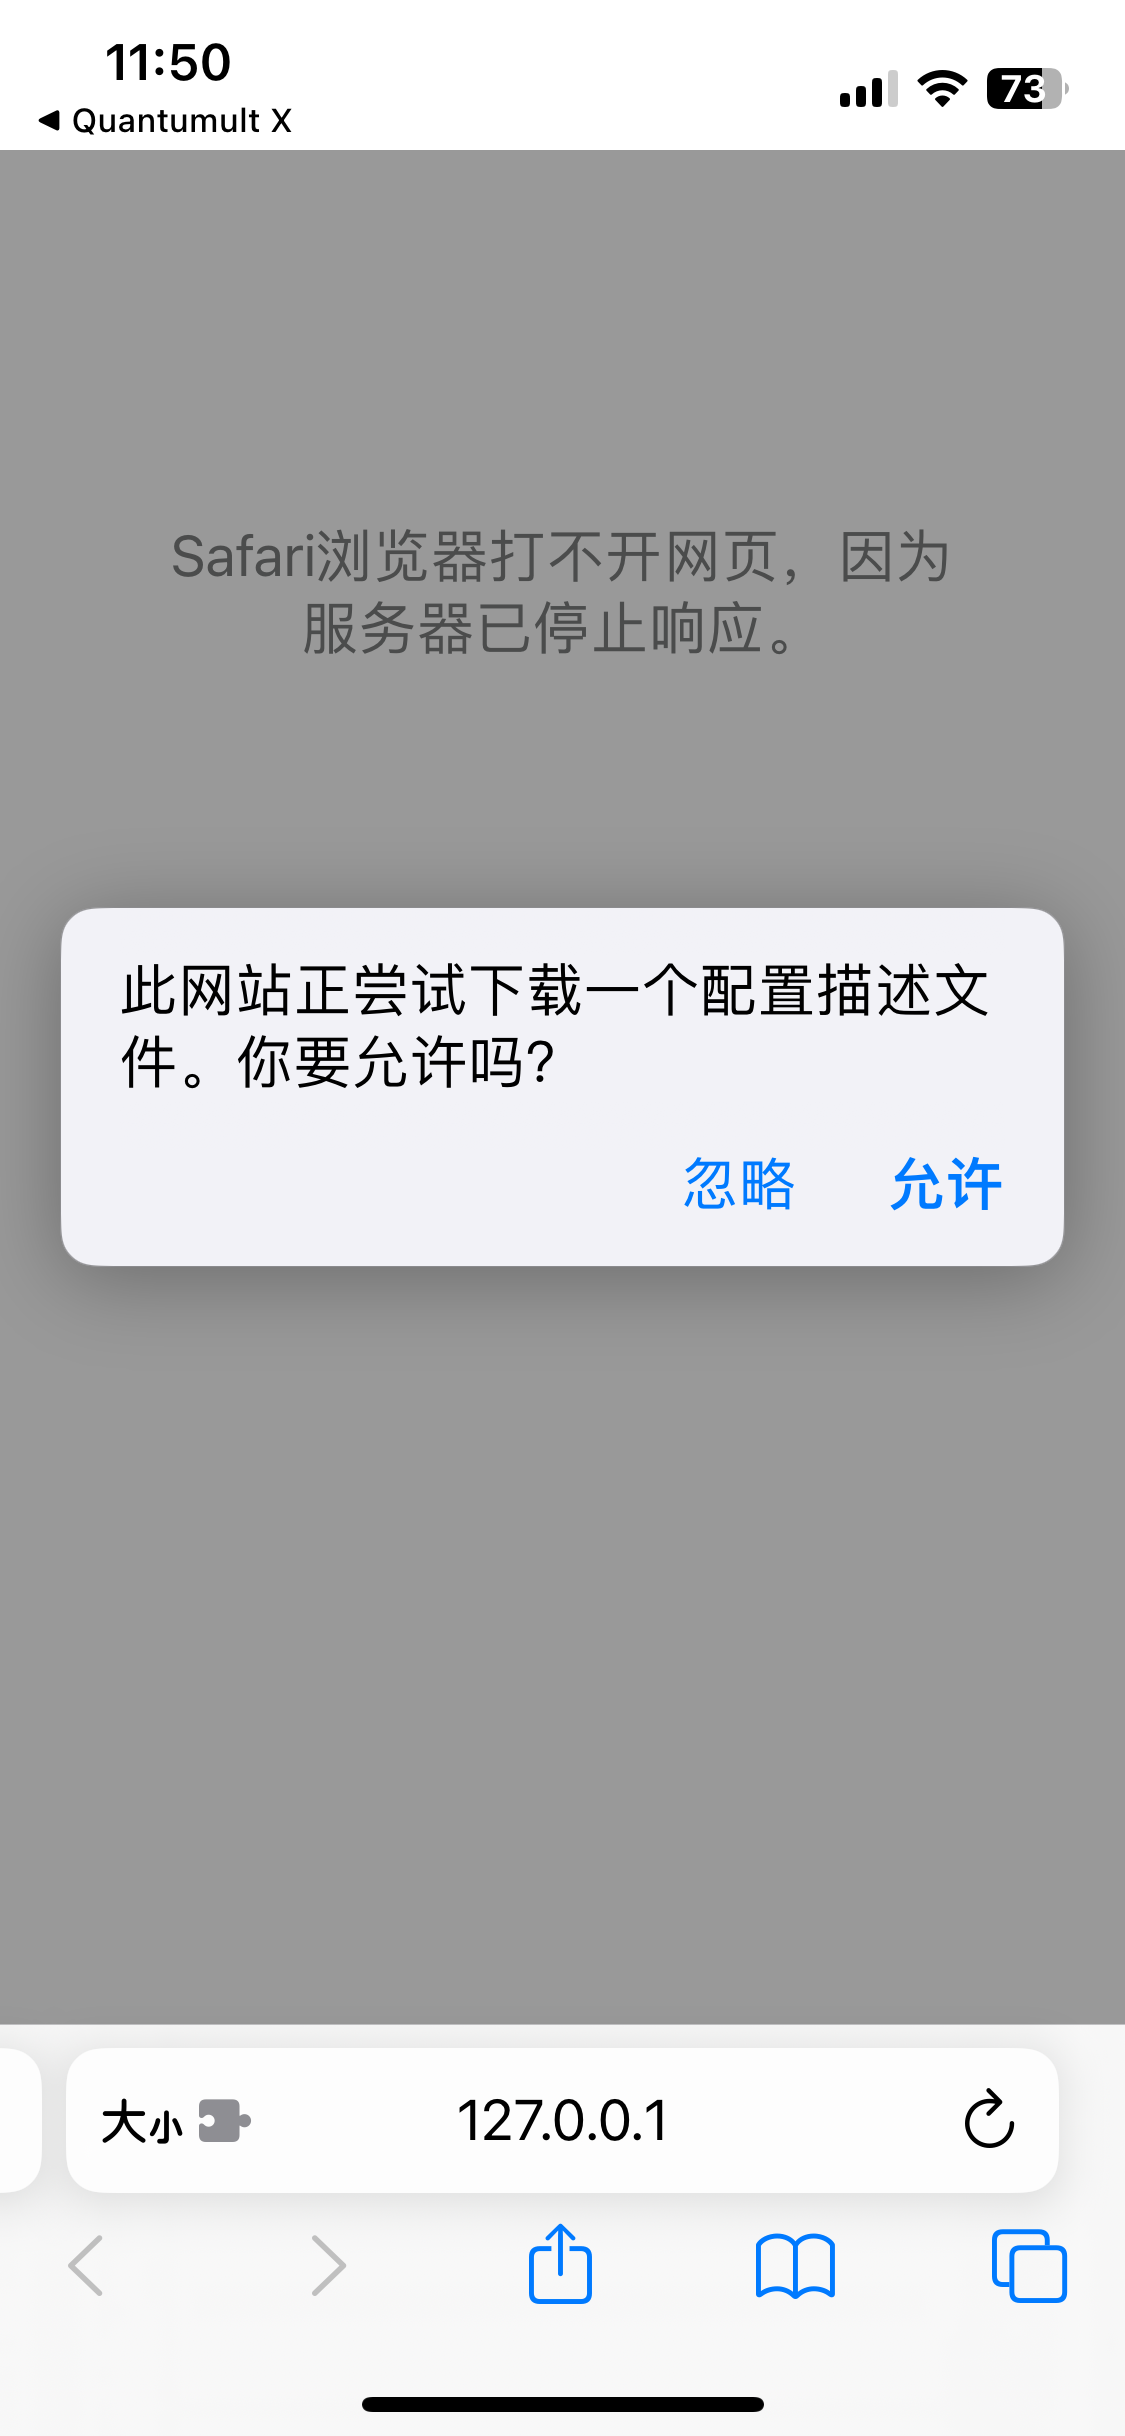 11:50
73
◀ Quantumult X
Safari浏览器打不开网页，因为
服务器已停止响应。
此网站正尝试下载一个配置描述文
件。你要允许吗?
忽略 允许
大小 127.0.0.1